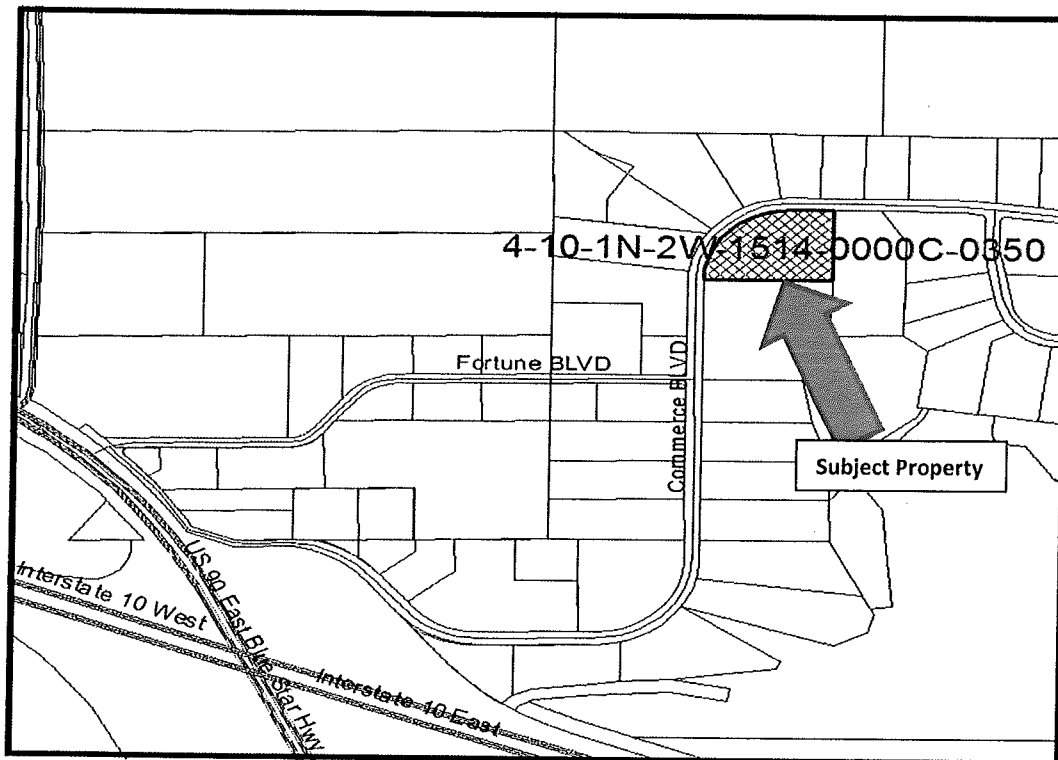 4-10-1N-2W-1514-0000C-0350
Fortune BLVD
Commerce BLVD
Subject Property
US 90 East Blue Star Hwy
Interstate 10 West
Interstate 10 East